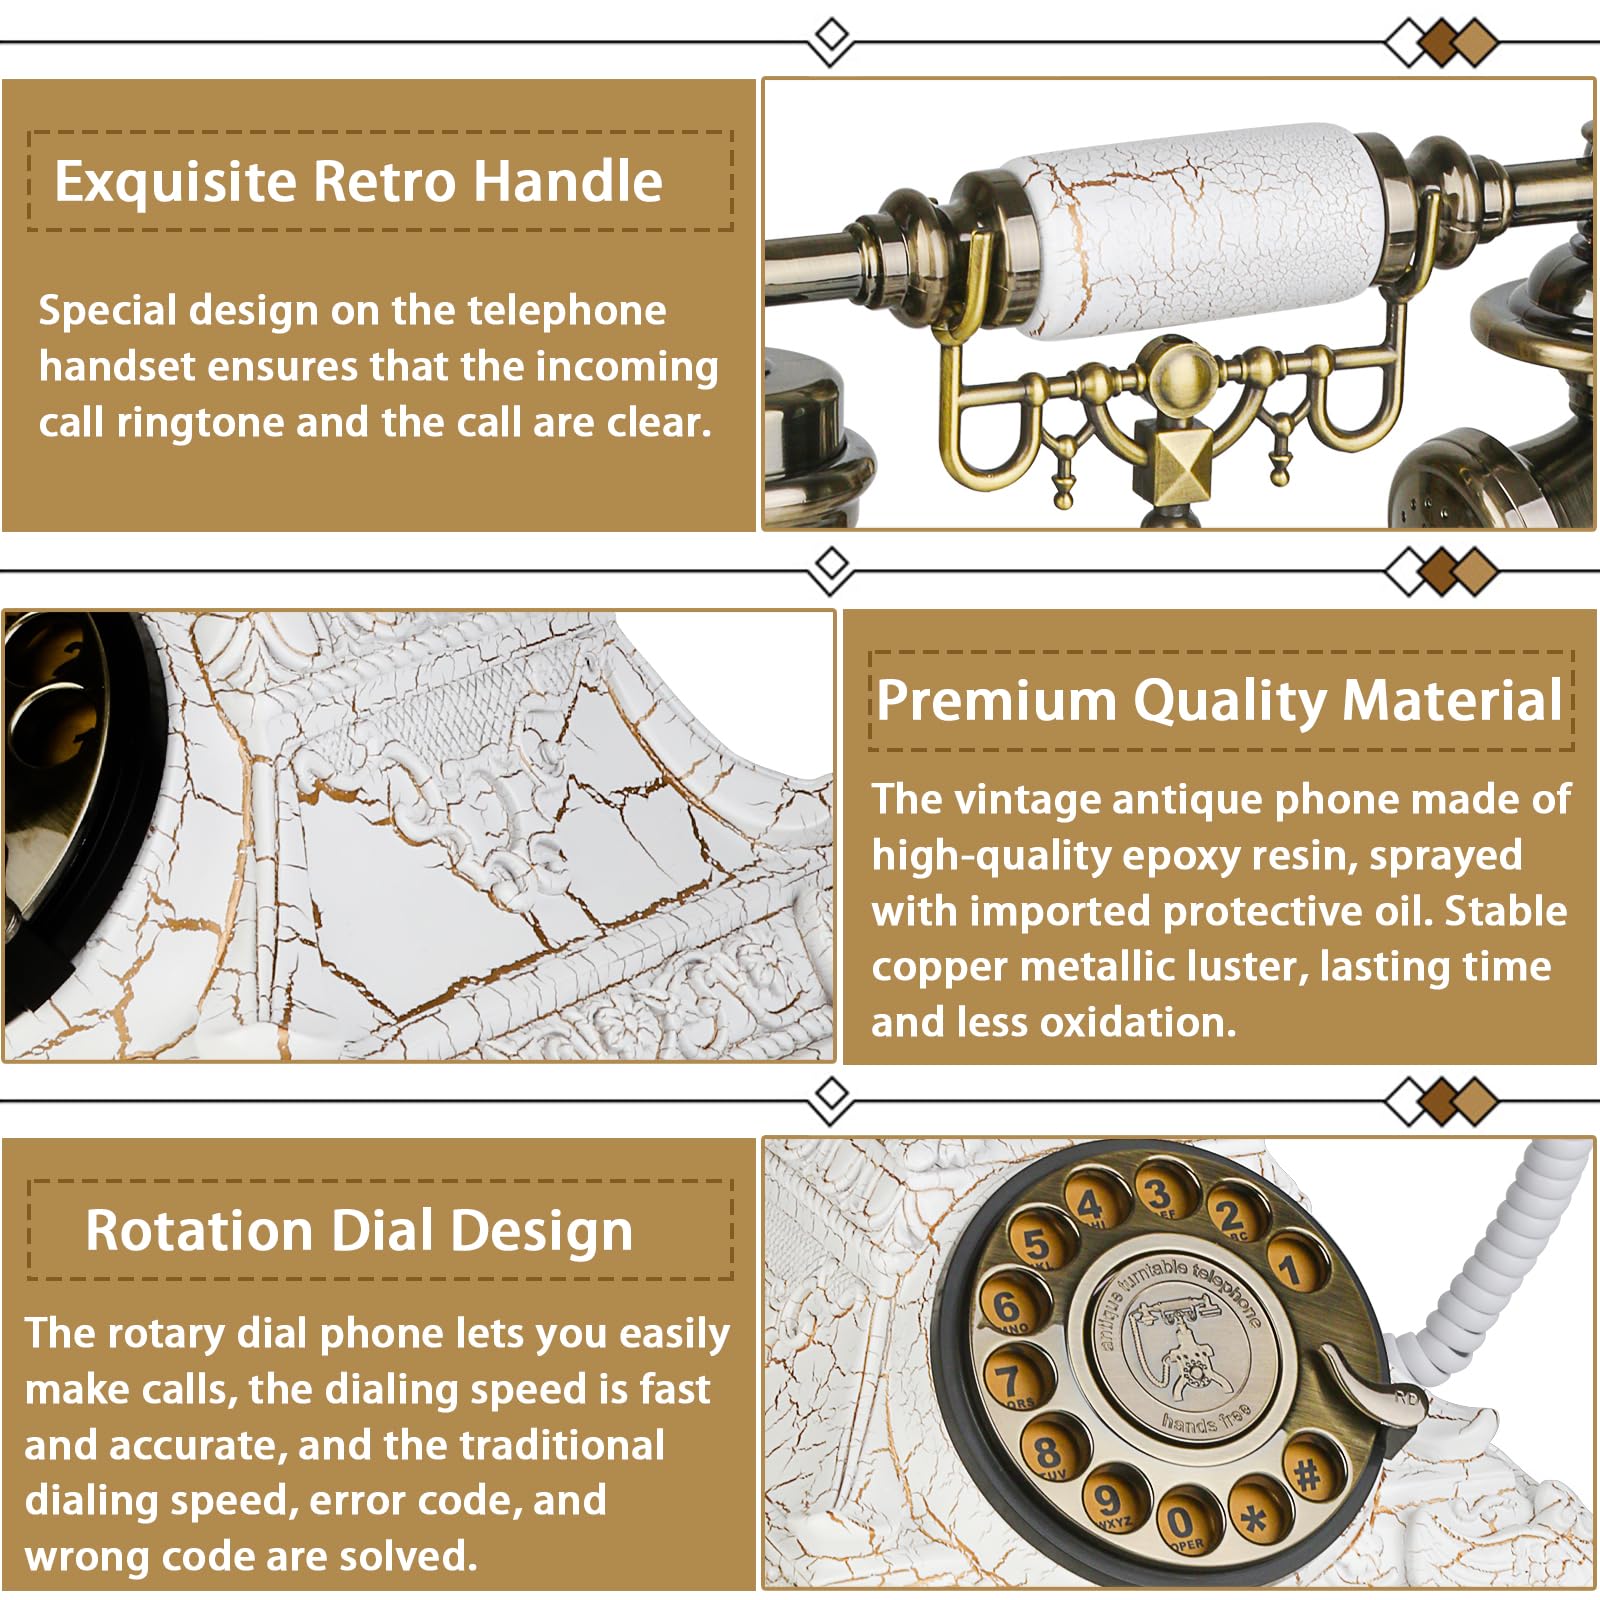 Exquisite Retro Handle
Special design on the telephone
handset ensures that the incoming
call ringtone and the call are clear.
Premium Quality Material
The vintage antique phone made of
high-quality epoxy resin, sprayed
with imported protective oil. Stable
copper metallic luster, lasting time
and less oxidation.
Rotation Dial Design
The rotary dial phone lets you easily
make calls, the dialing speed is fast
and accurate, and the traditional
dialing speed, error code, and
wrong code are solved.
antique turntable telephone
hands free
1
2
3
4
5
6
7
8
TUV
9
WXYZ
0
OPER
*
#